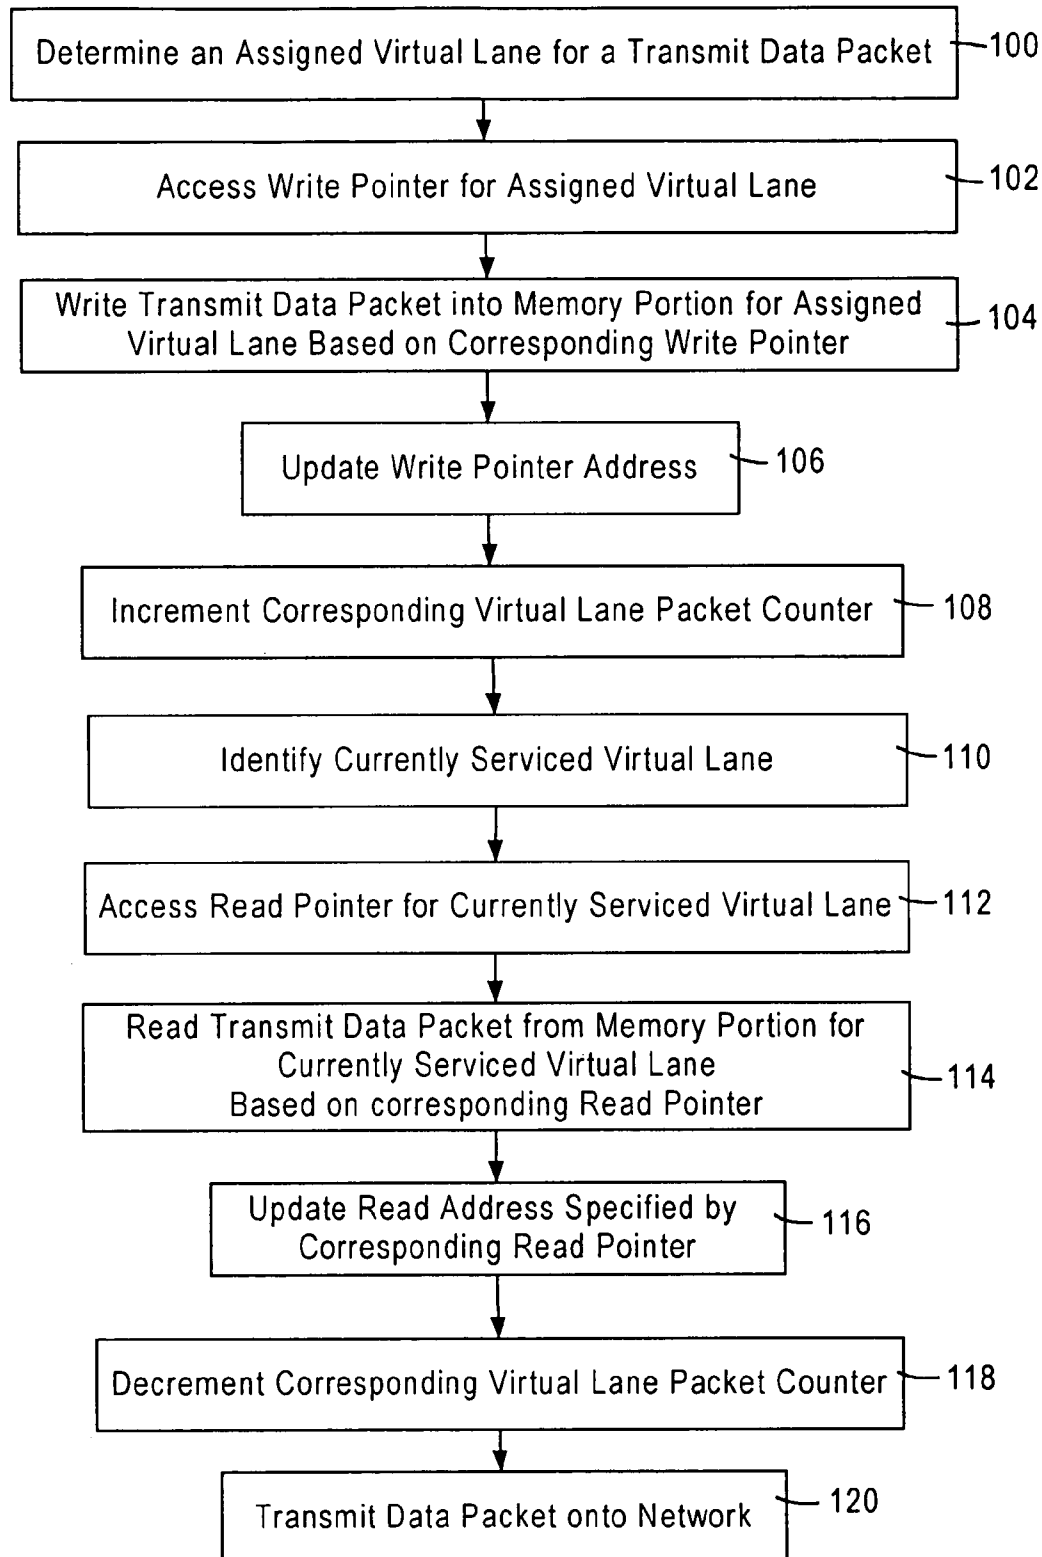 Determine an Assigned Virtual Lane for a Transmit Data Packet
100
Access Write Pointer for Assigned Virtual Lane
102
Write Transmit Data Packet into Memory Portion for Assigned
Virtual Lane Based on Corresponding Write Pointer
104
Update Write Pointer Address
106
Increment Corresponding Virtual Lane Packet Counter
108
Identify Currently Serviced Virtual Lane
110
Access Read Pointer for Currently Serviced Virtual Lane
112
Read Transmit Data Packet from Memory Portion for
Currently Serviced Virtual Lane
Based on corresponding Read Pointer
114
Update Read Address Specified by
Corresponding Read Pointer
116
Decrement Corresponding Virtual Lane Packet Counter
118
Transmit Data Packet onto Network
120